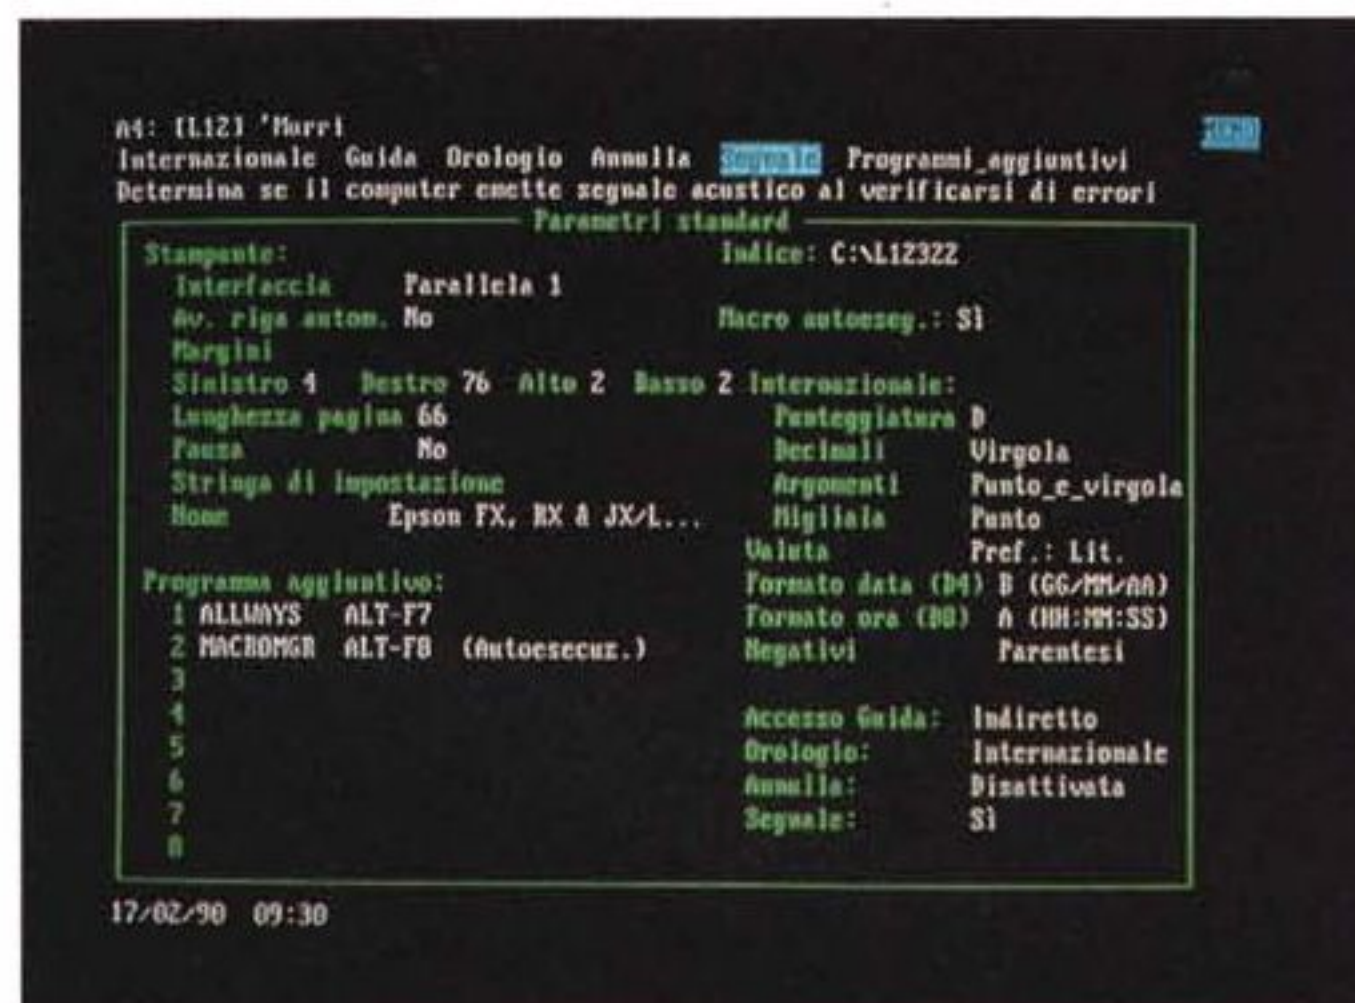 A4: [L12] 'Murri MENU
Internazionale Guida Orologio Annulla Segnale Programmi_aggiuntivi
Determina se il computer emette segnale acustico al verificarsi di errori
Parametri standard
Stampante: Indice: C:\L12322
Interfaccia Parallela 1
Av. riga autom. No Macro autoeseg.: Sì
Margini
Sinistro 4 Destro 76 Alto 2 Basso 2 Internazionale:
Lunghezza pagina 66 Punteggiatura D
Pausa No Decimali Virgola
Stringa di impostazione Argomenti Punto_e_virgola
Nome Epson FX, RX & JX/L... Migliaia Punto
Valuta Pref.: Lit.
Programma aggiuntivo: Formato data (D4) B (GG/MM/AA)
1 ALLWAYS ALT-F7 Formato ora (D8) A (HH:MM:SS)
2 MACROMGR ALT-F8 (Autoesecuz.) Negativi Parentesi
3
4 Accesso Guida: Indiretto
5 Orologio: Internazionale
6 Annulla: Disattivata
7 Segnale: Sì
8
17/02/90 09:30